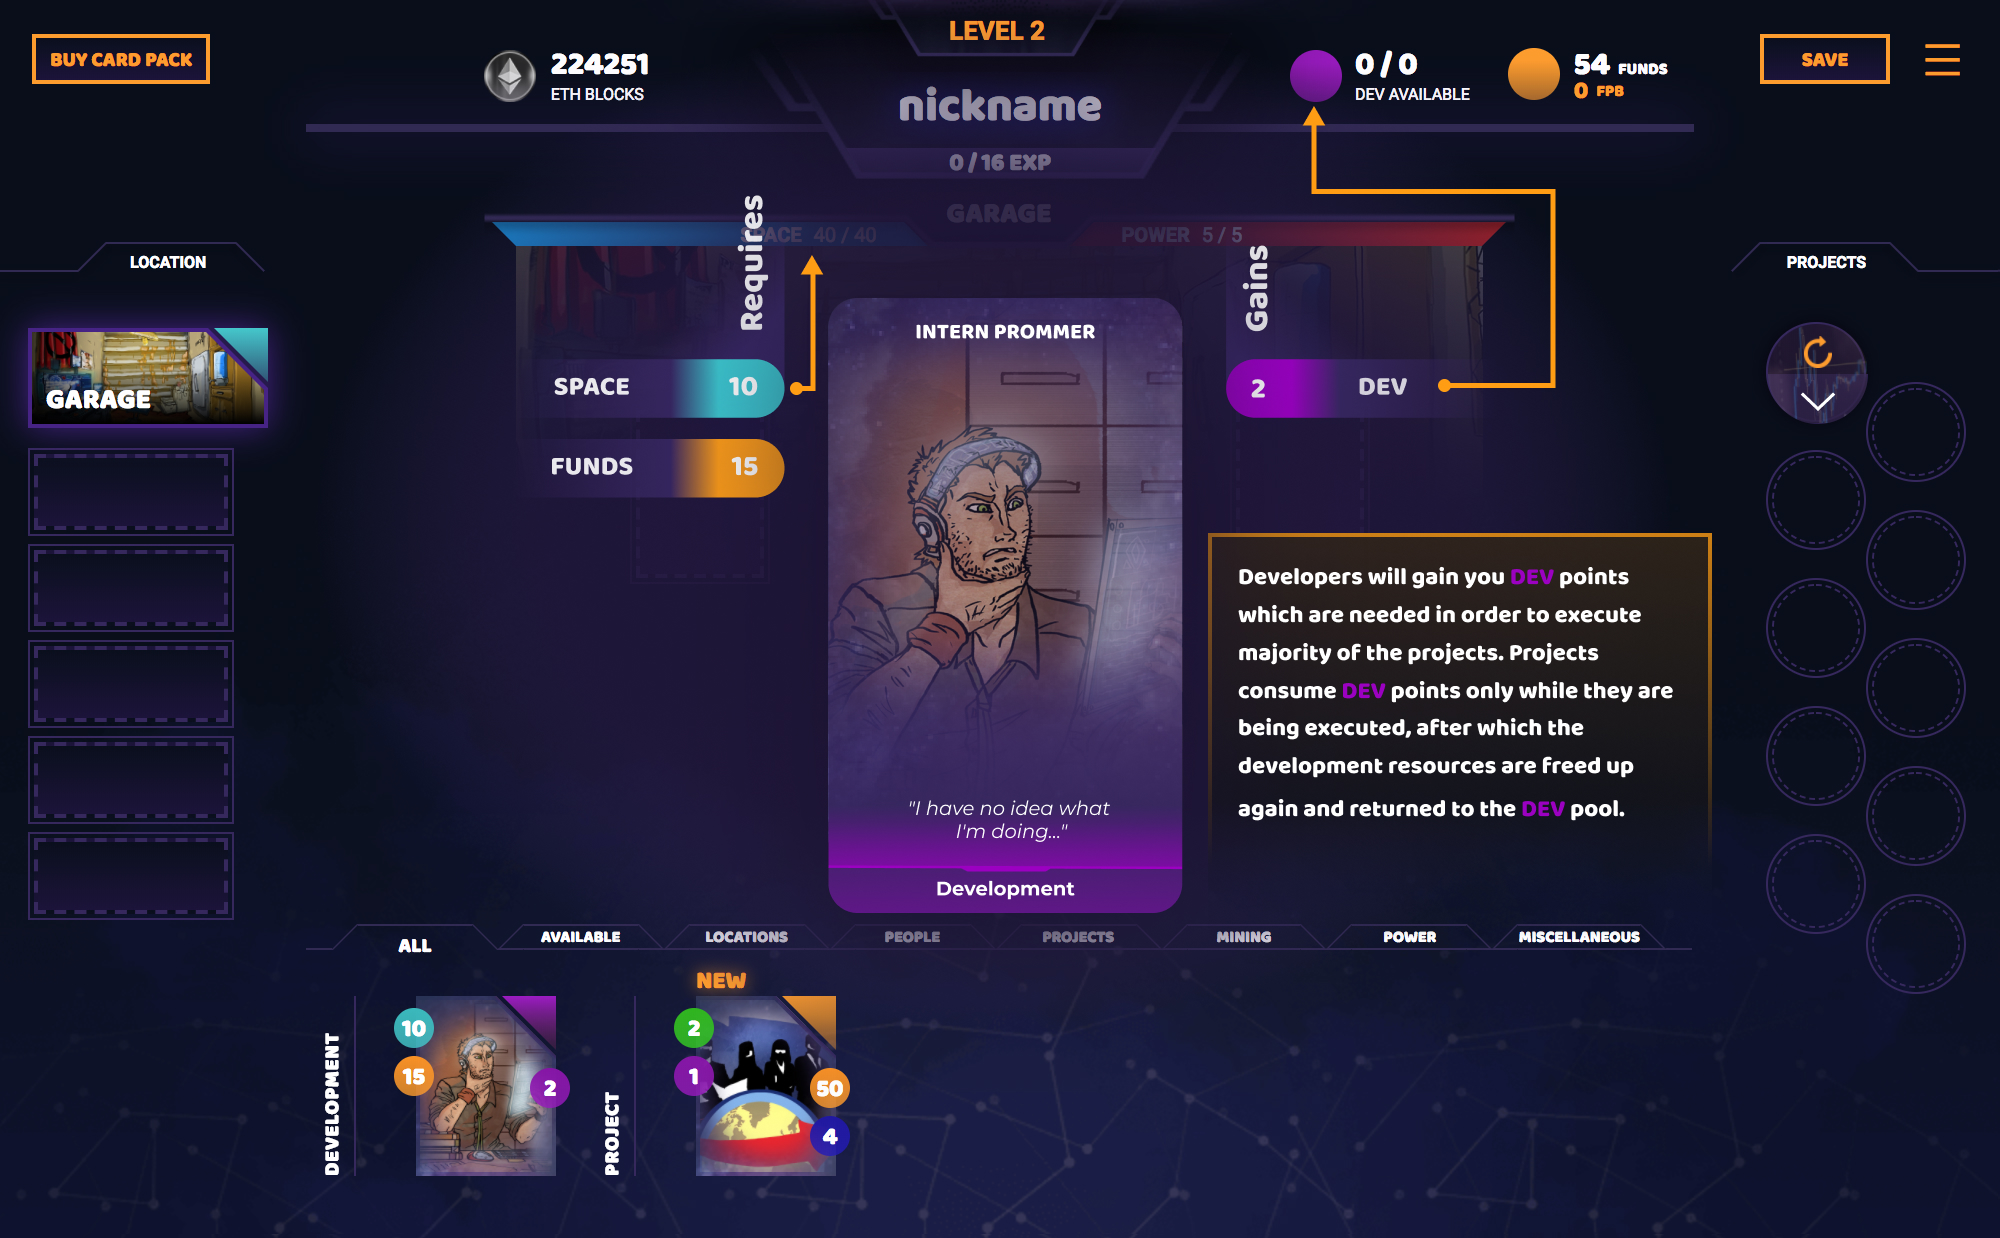 BUY CARD PACK
224251
ETH BLOCKS
LEVEL 2
nickname
0 / 16 EXP
0 / 0
DEV AVAILABLE
54 FUNDS
0 FPB
SAVE
GARAGE
SPACE 40 / 40
POWER 5 / 5
LOCATION
GARAGE
PROJECTS
Requires
SPACE 10
FUNDS 15
INTERN PROMMER
"I have no idea what
I'm doing..."
Development
Gains
2 DEV
Developers will gain you DEV points
which are needed in order to execute
majority of the projects. Projects
consume DEV points only while they are
being executed, after which the
development resources are freed up
again and returned to the DEV pool.
ALL
AVAILABLE
LOCATIONS
PEOPLE
PROJECTS
MINING
POWER
MISCELLANEOUS
DEVELOPMENT
10
15
2
PROJECT
NEW
2
1
50
4